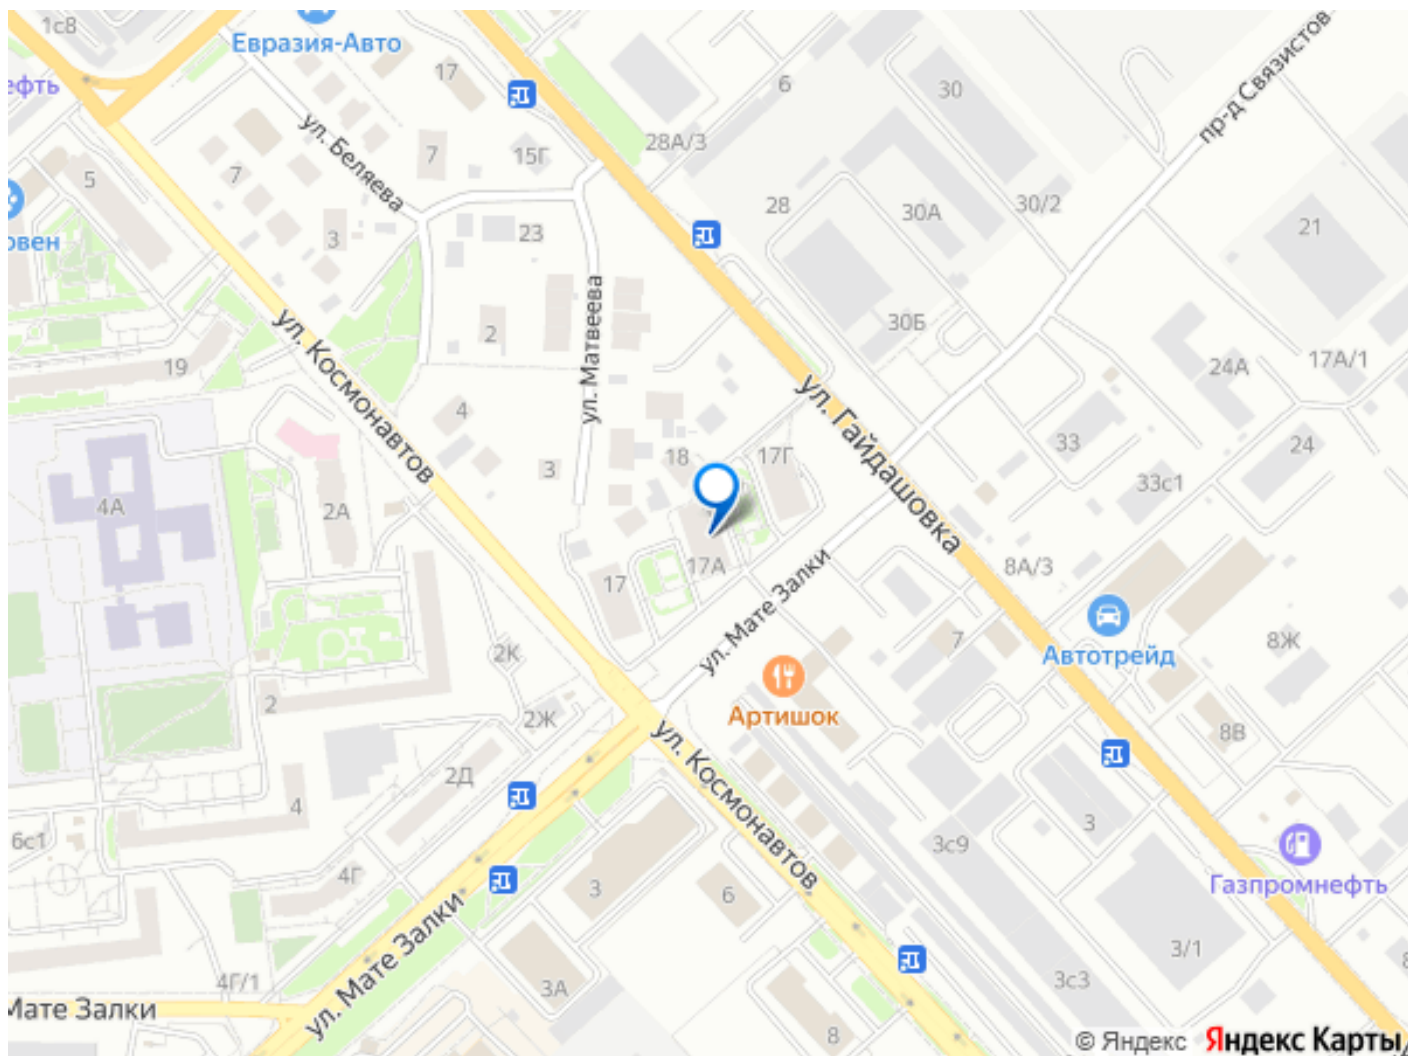 1с8
Евразия-Авто
17
6
30
пр-д Связистов
ефть
ул. Беляева
7
15Г
28А/3
5
7
30А
30/2
28
21
овен
3
23
30Б
ул. Матвеева
2
ул. Космонавтов
19
24А
17А/1
ул. Гайдашовка
4
33
24
3
18
17Г
33с1
4А
2А
17
17А
8А/3
ул. Мате Залки
7
Автотрейд
8Ж
2К
2
2Ж
Артишок
8В
ул. Космонавтов
2Д
4
3
6с1
3с9
4Г
3
6
Газпромнефть
ул. Мате Залки
3/1
4Г/1
3А
3с3
8
Мате Залки
8
© Яндекс Яндекс Карты